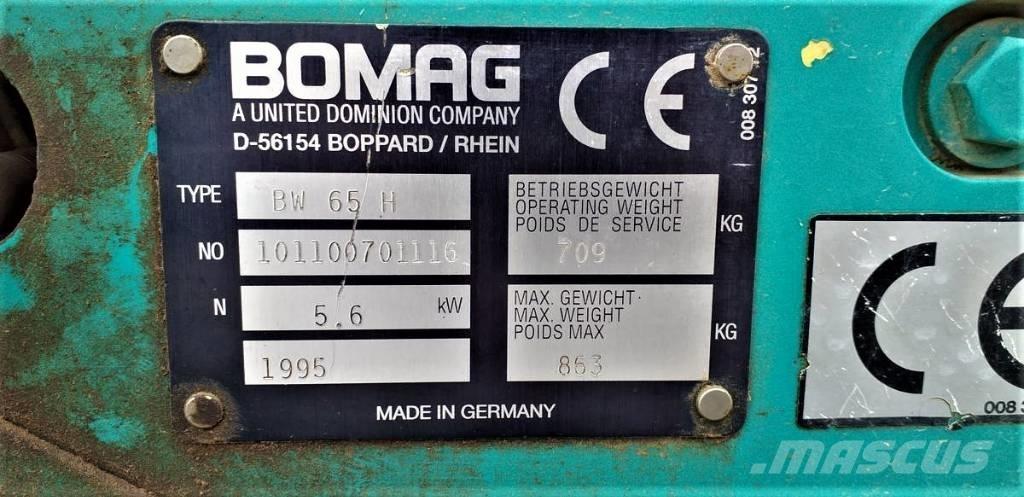 BOMAG
A UNITED DOMINION COMPANY
D-56154 BOPPARD / RHEIN
CE
TYPE BW 65 H
NO 101100701116
N 5.6 kW
1995
BETRIEBSGEWICHT
OPERATING WEIGHT
POIDS DE SERVICE
709 KG
MAX. GEWICHT·
MAX. WEIGHT
POIDS MAX
863 KG
MADE IN GERMANY
CE
008 3
MASCUS